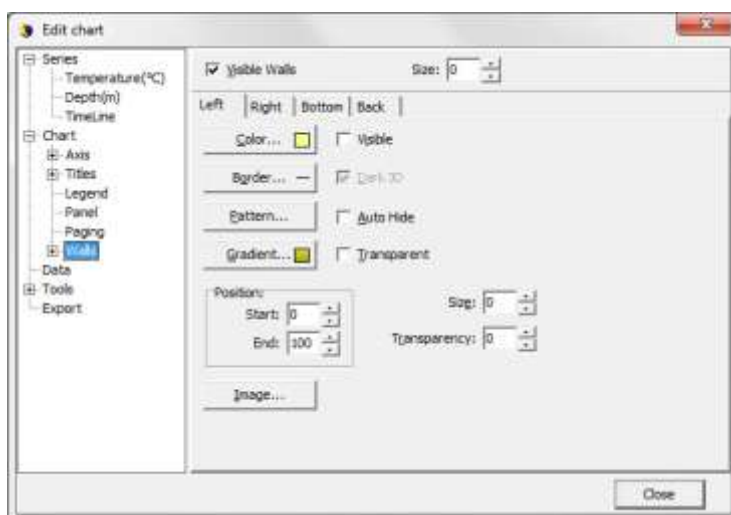 Edit chart
Series
Temperature(°C)
Depth(m)
TimeLine
Chart
Axis
Titles
Legend
Panel
Paging
Walls
Data
Tools
Export
Visible Walls
Size: 0
Left Right Bottom Back
Color... Visible
Border... Dark 3D
Pattern... Auto Hide
Gradient... Transparent
Position:
Start: 0
End: 100
Size: 0
Transparency: 0
Image...
Close